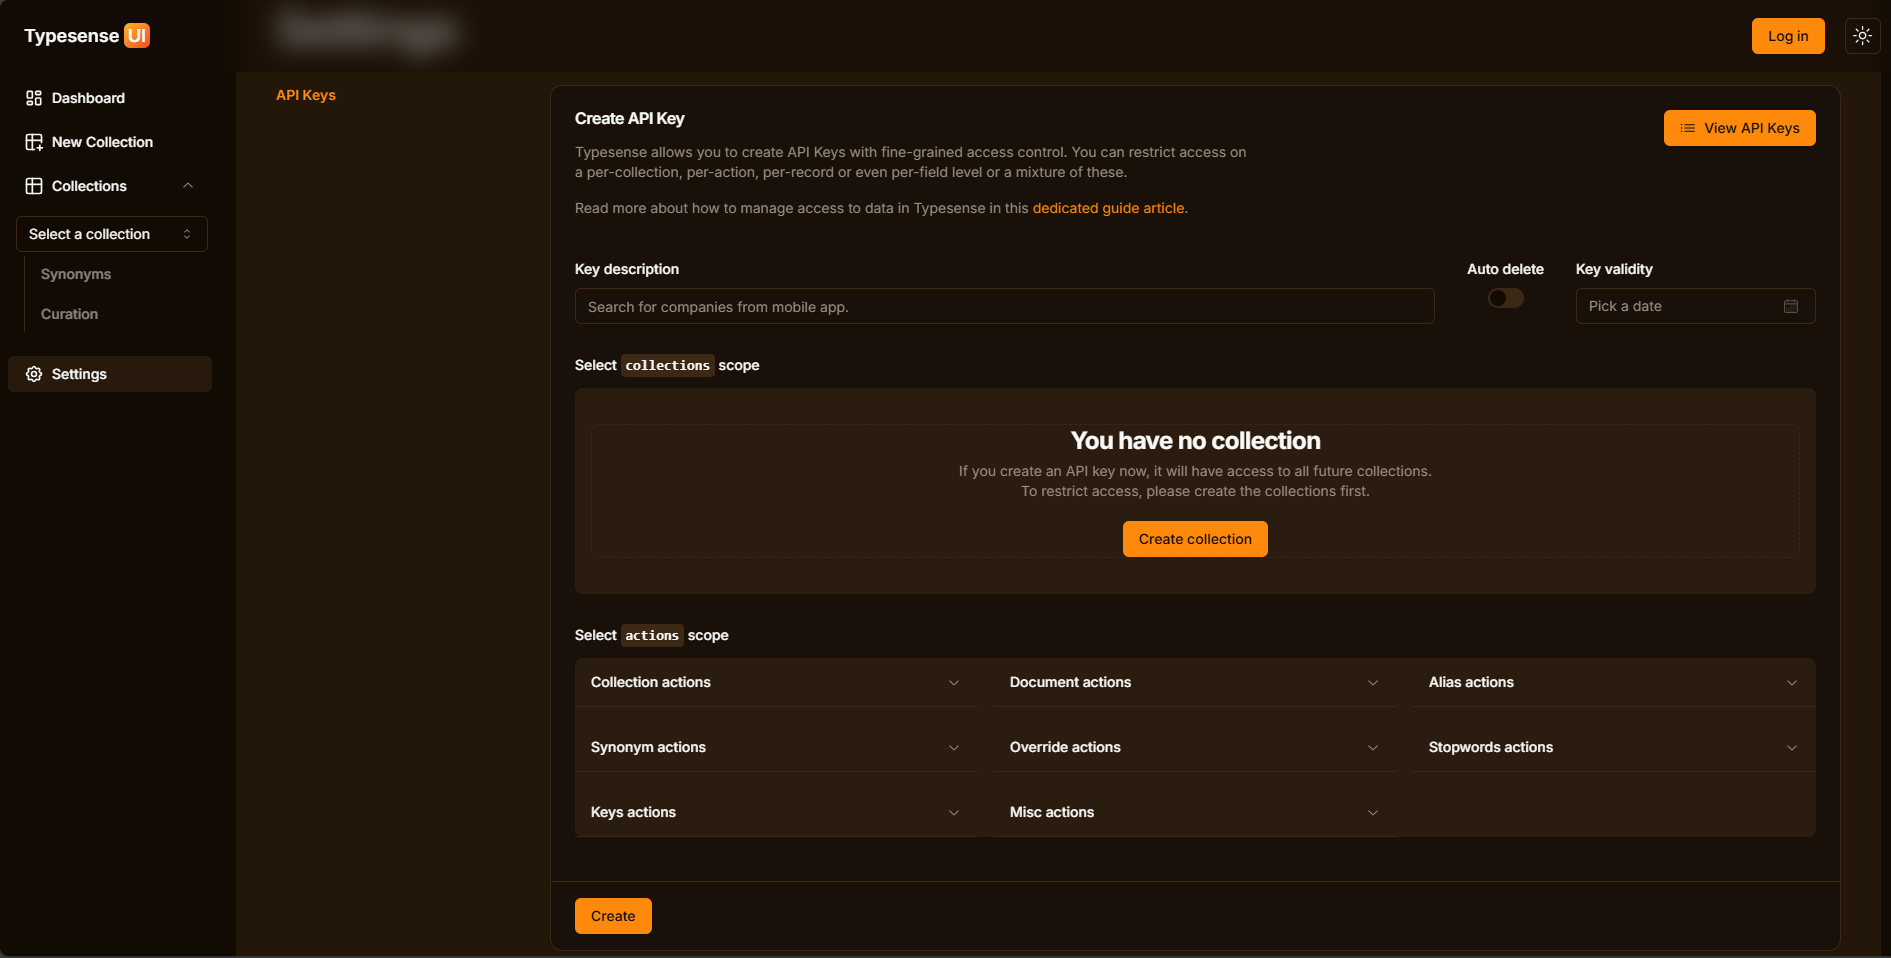 Typesense UI
Settings
Log in
Dashboard
New Collection
Collections
Select a collection
Synonyms
Curation
Settings
API Keys
Create API Key
View API Keys
Typesense allows you to create API Keys with fine-grained access control. You can restrict access on
a per-collection, per-action, per-record or even per-field level or a mixture of these.
Read more about how to manage access to data in Typesense in this dedicated guide article.
Key description
Auto delete
Key validity
Search for companies from mobile app.
Pick a date
Select collections scope
You have no collection
If you create an API key now, it will have access to all future collections.
To restrict access, please create the collections first.
Create collection
Select actions scope
Collection actions
Document actions
Alias actions
Synonym actions
Override actions
Stopwords actions
Keys actions
Misc actions
Create